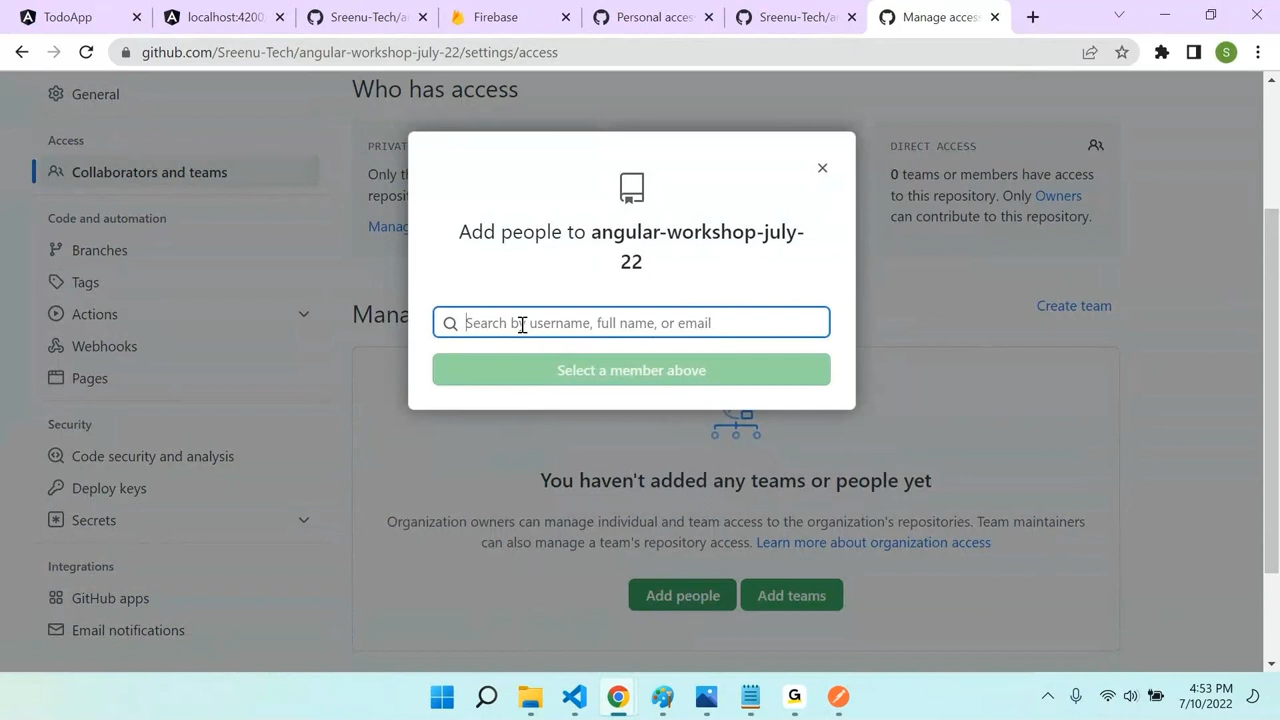 TodoApp
localhost:4200
Sreenu-Tech/a
Firebase
Personal acces
Sreenu-Tech/a
Manage acces
github.com/Sreenu-Tech/angular-workshop-july-22/settings/access
S
General
Access
Collaborators and teams
Code and automation
Branches
Tags
Actions
Webhooks
Pages
Security
Code security and analysis
Deploy keys
Secrets
Integrations
GitHub apps
Email notifications
Who has access
PRIVAT
Only th
reposit
Manag
DIRECT ACCESS
0 teams or members have access
to this repository. Only Owners
can contribute to this repository.
Add people to angular-workshop-july-
22
Search by username, full name, or email
Select a member above
Mana
Create team
You haven't added any teams or people yet
Organization owners can manage individual and team access to the organization's repositories. Team maintainers
can also manage a team's repository access. Learn more about organization access
Add people
Add teams
G
4:53 PM
7/10/2022